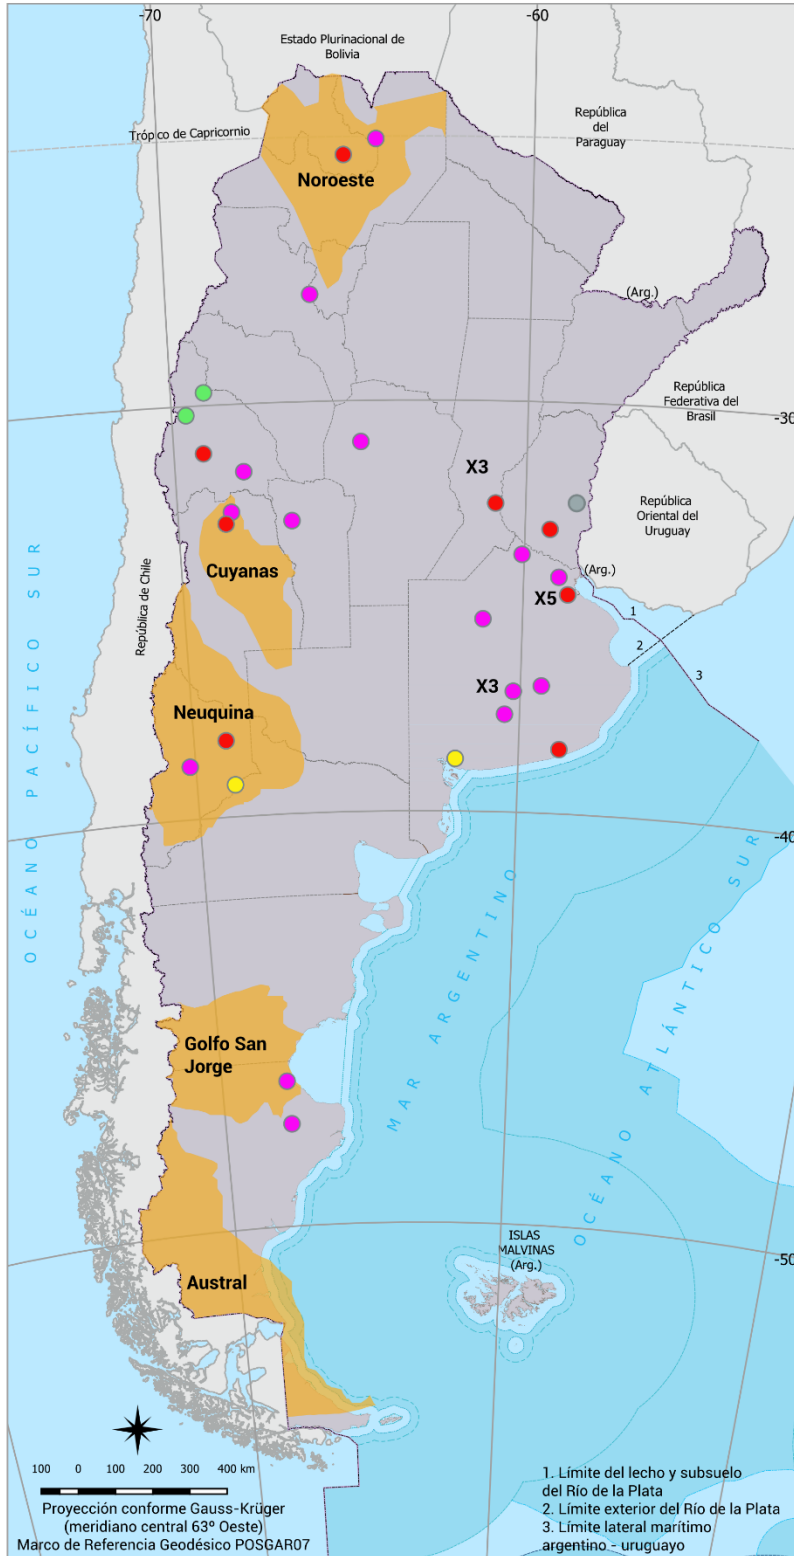 -70
-60
Estado Plurinacional de
Bolivia
Trópico de Capricornio
República
del
Paraguay
Noroeste
(Arg.)
República
Federativa del
Brasil
-30
X3
República
Oriental del
Uruguay
Cuyanas
(Arg.)
X5
1
2
3
República de Chile
OCÉANO PACÍFICO SUR
X3
Neuquina
-40
MAR ARGENTINO
OCÉANO ATLÁNTICO SUR
Golfo San
Jorge
ISLAS
MALVINAS
(Arg.)
-50
Austral
100 0 100 200 300 400 km
Proyección conforme Gauss-Krüger
(meridiano central 63º Oeste)
Marco de Referencia Geodésico POSGAR07
1. Límite del lecho y subsuelo
del Río de la Plata
2. Límite exterior del Río de la Plata
3. Límite lateral marítimo
argentino - uruguayo